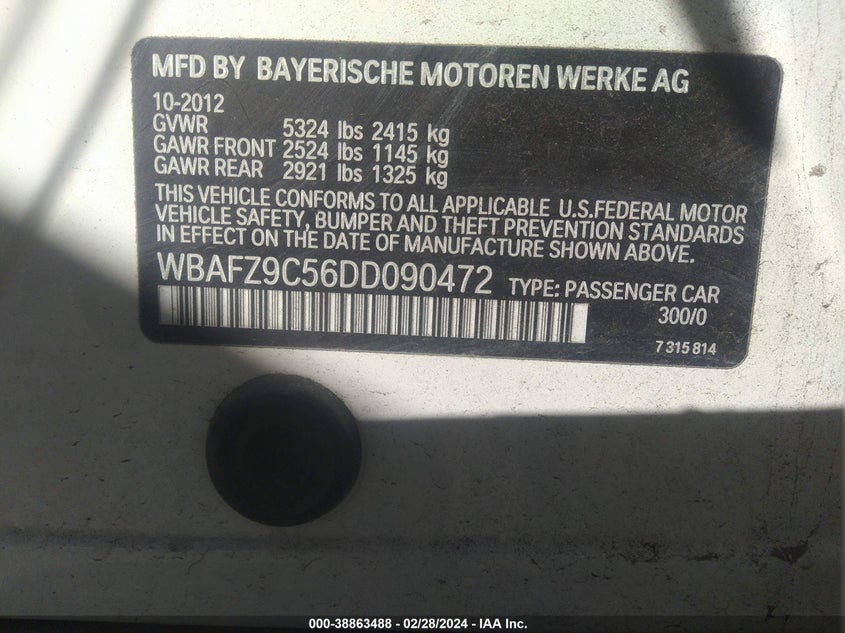 MFD BY BAYERISCHE MOTOREN WERKE AG
10-2012
GVWR 5324 lbs 2415 kg
GAWR FRONT 2524 lbs 1145 kg
GAWR REAR 2921 lbs 1325 kg
THIS VEHICLE CONFORMS TO ALL APPLICABLE U.S.FEDERAL MOTOR
VEHICLE SAFETY, BUMPER AND THEFT PREVENTION STANDARDS
IN EFFECT ON THE DATE OF MANUFACTURE SHOWN ABOVE.
WBAFZ9C56DD090472 TYPE: PASSENGER CAR
300/0
7 315 814
000-38863488 - 02/28/2024 - IAA Inc.